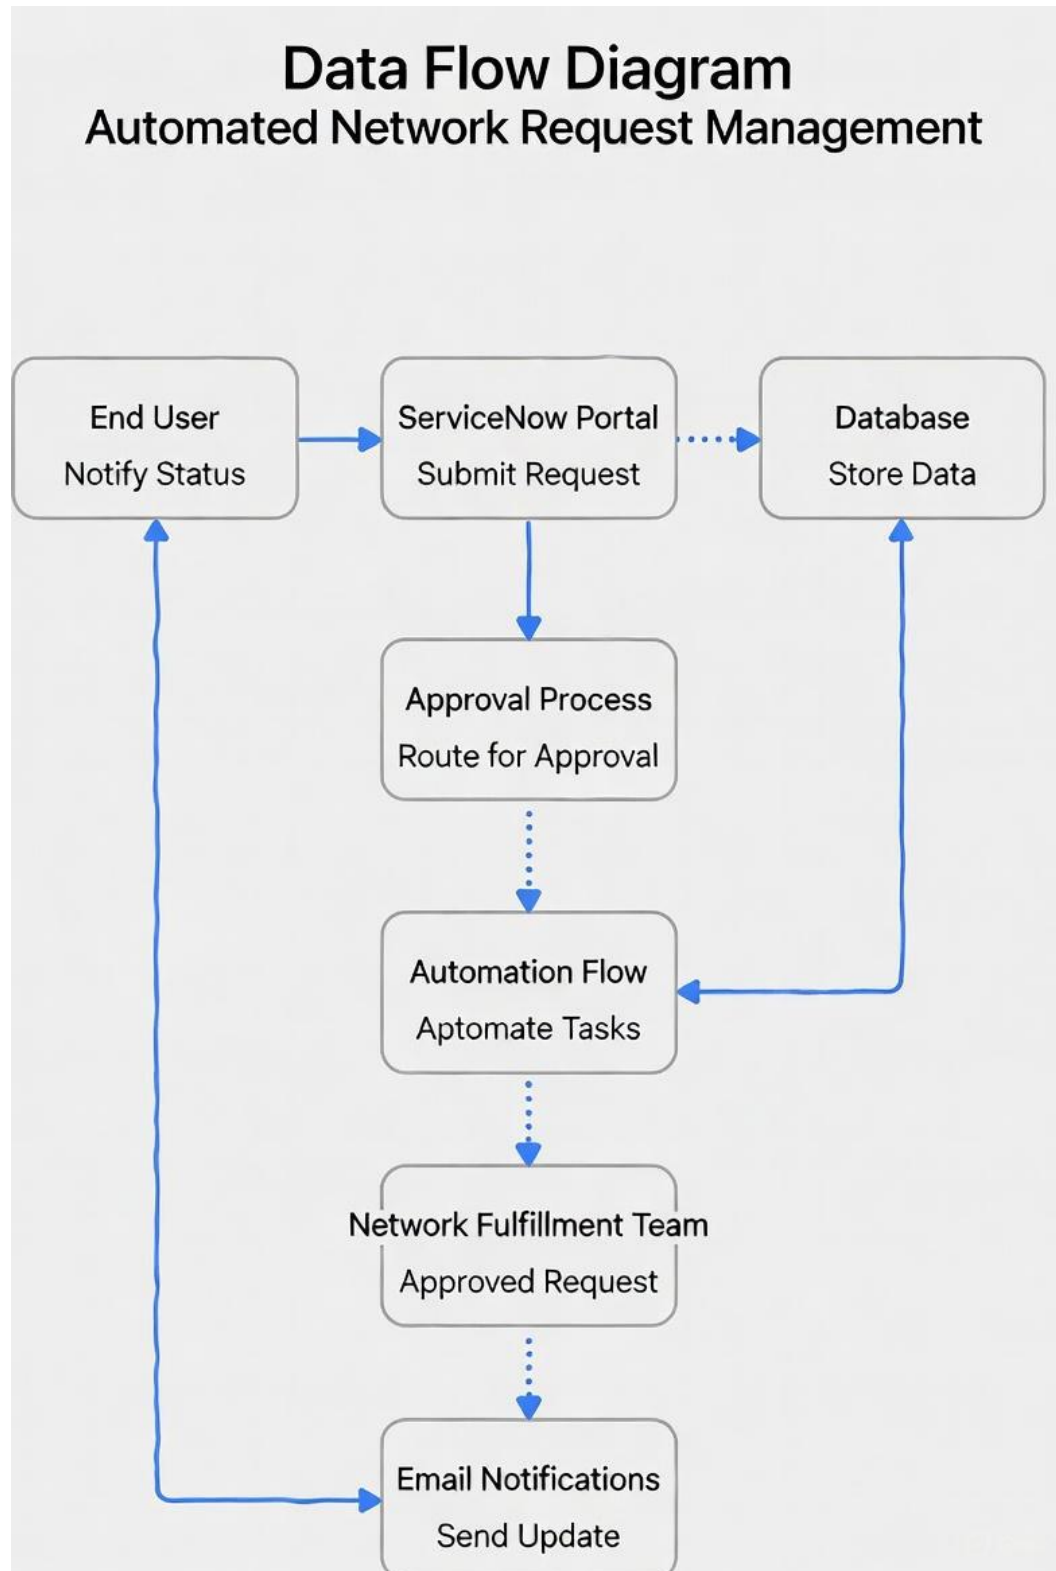 Data Flow Diagram
Automated Network Request Management
End User
Notify Status
ServiceNow Portal
Submit Request
Database
Store Data
Approval Process
Route for Approval
Automation Flow
Aptomate Tasks
Network Fulfillment Team
Approved Request
Email Notifications
Send Update